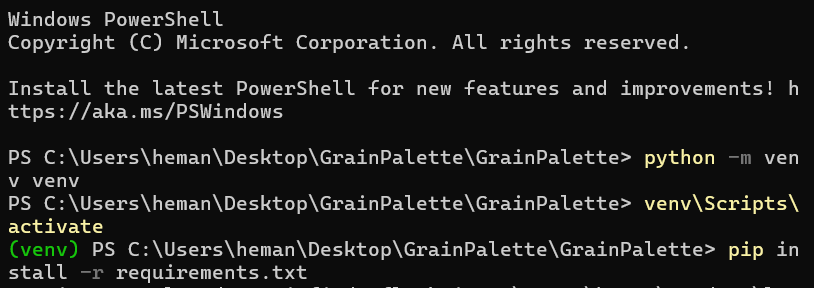 Windows PowerShell
Copyright (C) Microsoft Corporation. All rights reserved.
Install the latest PowerShell for new features and improvements! h
ttps://aka.ms/PSWindows
PS C:\Users\heman\Desktop\GrainPalette\GrainPalette> python -m ven
v venv
PS C:\Users\heman\Desktop\GrainPalette\GrainPalette> venv\Scripts\
activate
(venv) PS C:\Users\heman\Desktop\GrainPalette\GrainPalette> pip in
stall -r requirements.txt